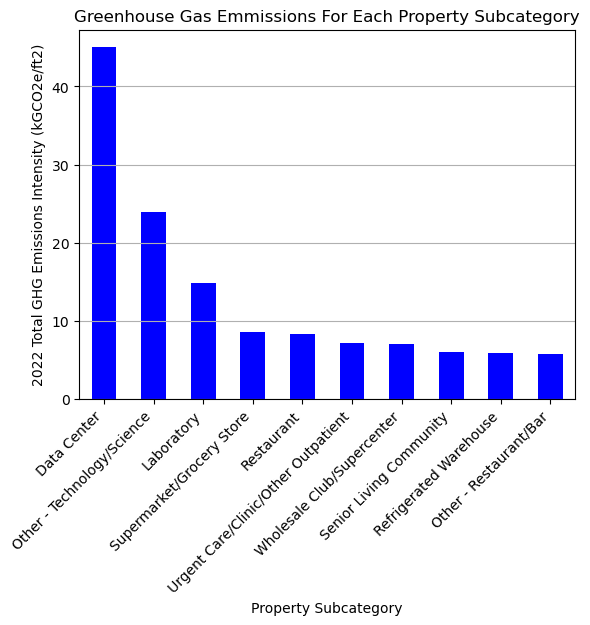 Greenhouse Gas Emmissions For Each Property Subcategory
2022 Total GHG Emissions Intensity (kGCO2e/ft2)
40
30
20
10
0
Data Center
Other - Technology/Science
Laboratory
Supermarket/Grocery Store
Restaurant
Urgent Care/Clinic/Other Outpatient
Wholesale Club/Supercenter
Senior Living Community
Refrigerated Warehouse
Other - Restaurant/Bar
Property Subcategory